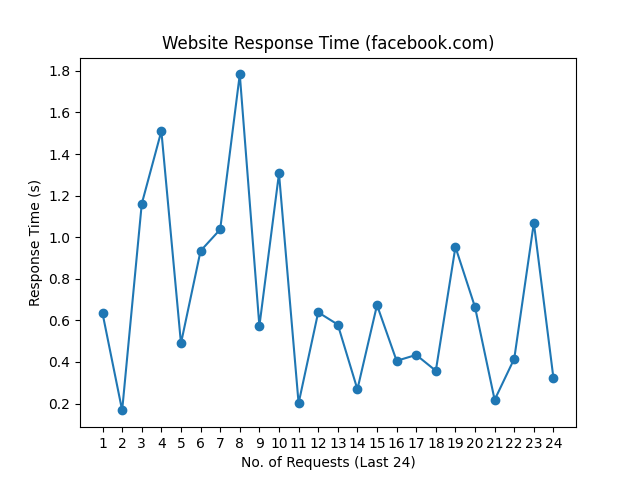 Website Response Time (facebook.com)
Response Time (s)
1.8
1.6
1.4
1.2
1.0
0.8
0.6
0.4
0.2
1 2 3 4 5 6 7 8 9 10 11 12 13 14 15 16 17 18 19 20 21 22 23 24
No. of Requests (Last 24)